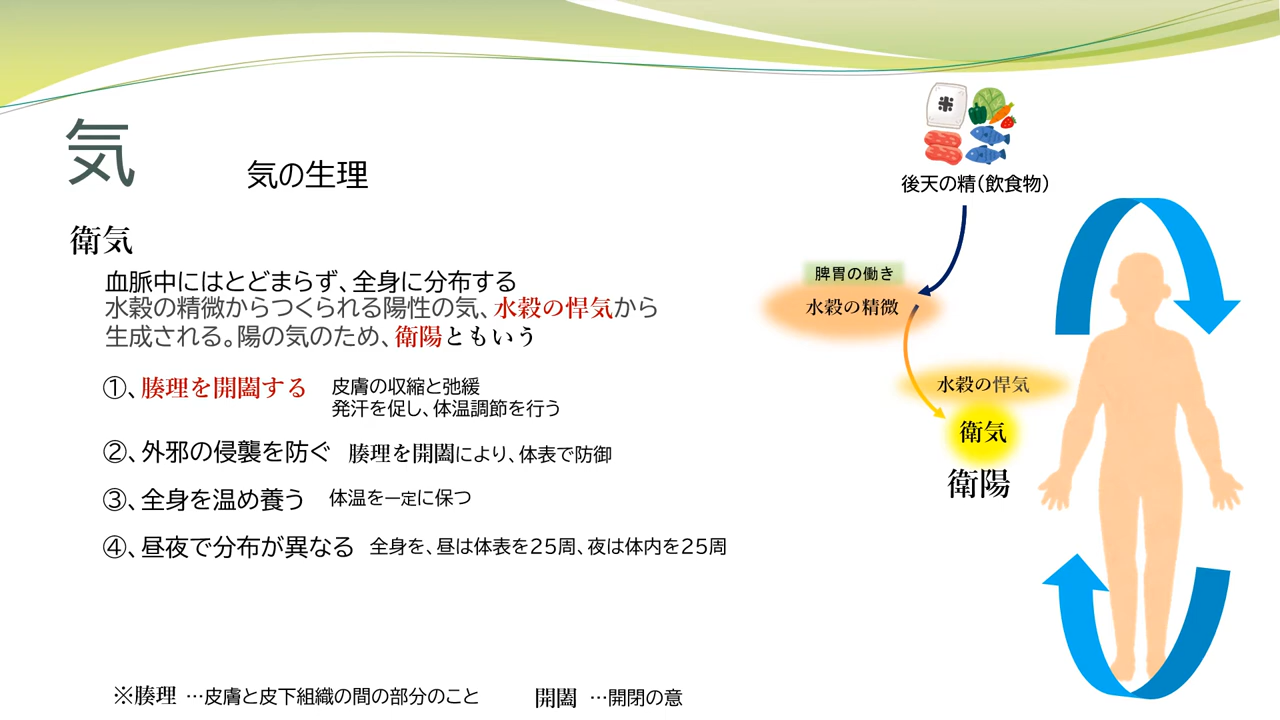 気
気の生理
衛気
血脈中にはとどまらず、全身に分布する
水穀の精微からつくられる陽性の気、水穀の悍気から
生成される。陽の気のため、衛陽ともいう
①、腠理を開闔する
皮膚の収縮と弛緩
発汗を促し、体温調節を行う
②、外邪の侵襲を防ぐ 腠理を開闔により、体表で防御
③、全身を温め養う 体温を一定に保つ
④、昼夜で分布が異なる 全身を、昼は体表を25周、夜は体内を25周
※腠理 …皮膚と皮下組織の間の部分のこと 開闔 …開閉の意
米
後天の精(飲食物)
脾胃の働き
水穀の精微
水穀の悍気
衛気
衛陽